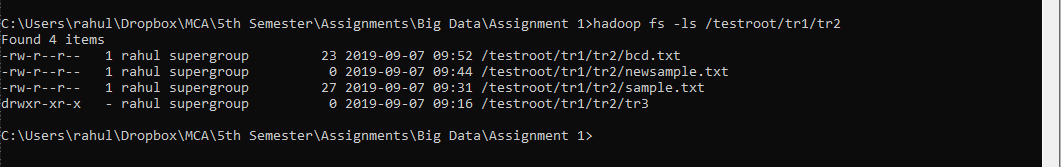 C:\Users\rahul\Dropbox\MCA\5th Semester\Assignments\Big Data\Assignment 1>hadoop fs -ls /testroot/tr1/tr2
Found 4 items
-rw-r--r--   1 rahul supergroup         23 2019-09-07 09:52 /testroot/tr1/tr2/bcd.txt
-rw-r--r--   1 rahul supergroup          0 2019-09-07 09:44 /testroot/tr1/tr2/newsample.txt
-rw-r--r--   1 rahul supergroup         27 2019-09-07 09:31 /testroot/tr1/tr2/sample.txt
drwxr-xr-x   - rahul supergroup          0 2019-09-07 09:16 /testroot/tr1/tr2/tr3
C:\Users\rahul\Dropbox\MCA\5th Semester\Assignments\Big Data\Assignment 1>